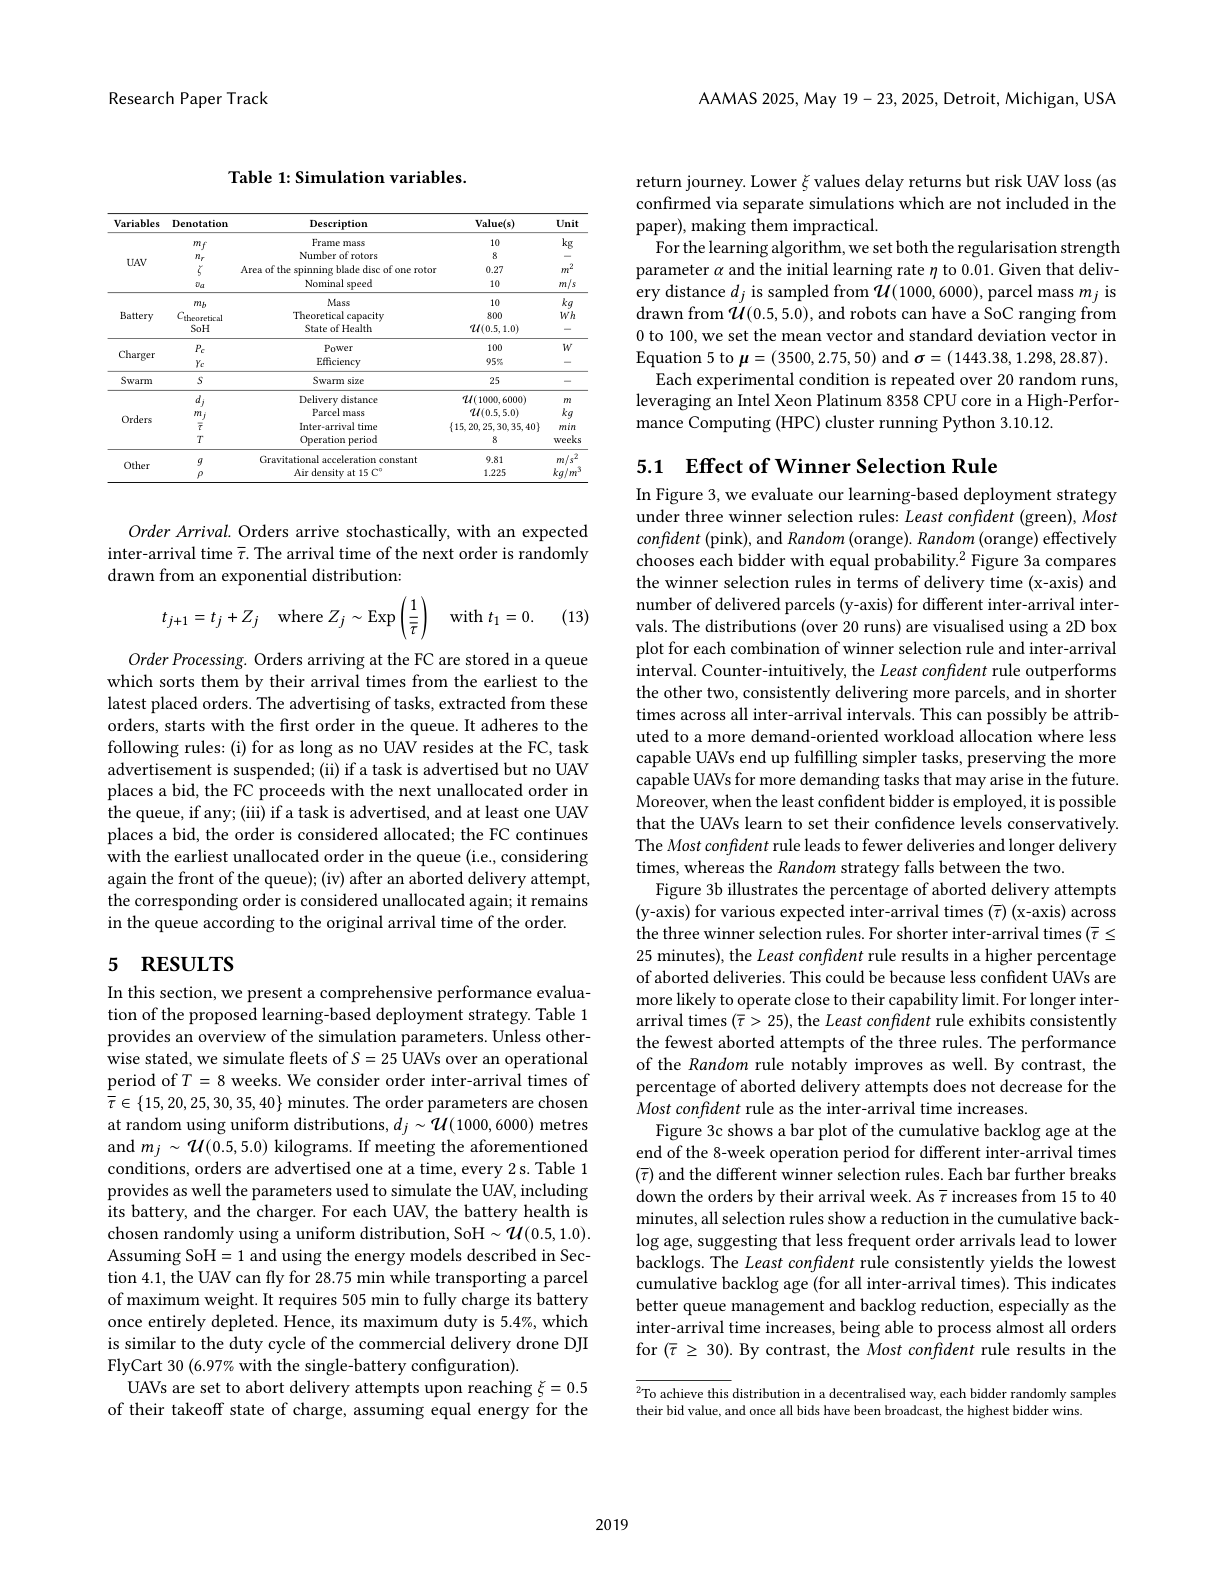 Research Paper Track
AAMAS 2025, May 19 – 23, 2025, Detroit, Michigan, USA
Table 1: Simulation variables.
Variables Denotation Description Value(s) Unit
UAV
m_f Frame mass 10 kg
n_r Number of rotors 8 –
ζ Area of the spinning blade disc of one rotor 0.27 m²
v_a Nominal speed 10 m/s
Battery
m_b Mass 10 kg
C_theoretical Theoretical capacity 800 Wh
SoH State of Health 𝒰(0.5, 1.0) –
Charger
P_c Power 100 W
γ_c Efficiency 95% –
Swarm S Swarm size 25 –
Orders
d_j Delivery distance 𝒰(1000, 6000) m
m_j Parcel mass 𝒰(0.5, 5.0) kg
τ̅ Inter-arrival time {15, 20, 25, 30, 35, 40} min
T Operation period 8 weeks
Other
g Gravitational acceleration constant 9.81 m/s²
ρ Air density at 15 C° 1.225 kg/m³
Order Arrival. Orders arrive stochastically, with an expected
inter-arrival time τ̅. The arrival time of the next order is randomly
drawn from an exponential distribution:
t_{j+1} = t_j + Z_j where Z_j ∼ Exp(1/τ̅) with t_1 = 0. (13)
Order Processing. Orders arriving at the FC are stored in a queue
which sorts them by their arrival times from the earliest to the
latest placed orders. The advertising of tasks, extracted from these
orders, starts with the first order in the queue. It adheres to the
following rules: (i) for as long as no UAV resides at the FC, task
advertisement is suspended; (ii) if a task is advertised but no UAV
places a bid, the FC proceeds with the next unallocated order in
the queue, if any; (iii) if a task is advertised, and at least one UAV
places a bid, the order is considered allocated; the FC continues
with the earliest unallocated order in the queue (i.e., considering
again the front of the queue); (iv) after an aborted delivery attempt,
the corresponding order is considered unallocated again; it remains
in the queue according to the original arrival time of the order.
5 RESULTS
In this section, we present a comprehensive performance evalua-
tion of the proposed learning-based deployment strategy. Table 1
provides an overview of the simulation parameters. Unless other-
wise stated, we simulate fleets of S = 25 UAVs over an operational
period of T = 8 weeks. We consider order inter-arrival times of
τ̅ ∈ {15, 20, 25, 30, 35, 40} minutes. The order parameters are chosen
at random using uniform distributions, d_j ∼ 𝒰(1000, 6000) metres
and m_j ∼ 𝒰(0.5, 5.0) kilograms. If meeting the aforementioned
conditions, orders are advertised one at a time, every 2 s. Table 1
provides as well the parameters used to simulate the UAV, including
its battery, and the charger. For each UAV, the battery health is
chosen randomly using a uniform distribution, SoH ∼ 𝒰(0.5, 1.0).
Assuming SoH = 1 and using the energy models described in Sec-
tion 4.1, the UAV can fly for 28.75 min while transporting a parcel
of maximum weight. It requires 505 min to fully charge its battery
once entirely depleted. Hence, its maximum duty is 5.4%, which
is similar to the duty cycle of the commercial delivery drone DJI
FlyCart 30 (6.97% with the single-battery configuration).
UAVs are set to abort delivery attempts upon reaching ξ = 0.5
of their takeoff state of charge, assuming equal energy for the
return journey. Lower ξ values delay returns but risk UAV loss (as
confirmed via separate simulations which are not included in the
paper), making them impractical.
For the learning algorithm, we set both the regularisation strength
parameter α and the initial learning rate η to 0.01. Given that deliv-
ery distance d_j is sampled from 𝒰(1000, 6000), parcel mass m_j is
drawn from 𝒰(0.5, 5.0), and robots can have a SoC ranging from
0 to 100, we set the mean vector and standard deviation vector in
Equation 5 to μ = (3500, 2.75, 50) and σ = (1443.38, 1.298, 28.87).
Each experimental condition is repeated over 20 random runs,
leveraging an Intel Xeon Platinum 8358 CPU core in a High-Perfor-
mance Computing (HPC) cluster running Python 3.10.12.
5.1 Effect of Winner Selection Rule
In Figure 3, we evaluate our learning-based deployment strategy
under three winner selection rules: Least confident (green), Most
confident (pink), and Random (orange). Random (orange) effectively
chooses each bidder with equal probability.² Figure 3a compares
the winner selection rules in terms of delivery time (x-axis) and
number of delivered parcels (y-axis) for different inter-arrival inter-
vals. The distributions (over 20 runs) are visualised using a 2D box
plot for each combination of winner selection rule and inter-arrival
interval. Counter-intuitively, the Least confident rule outperforms
the other two, consistently delivering more parcels, and in shorter
times across all inter-arrival intervals. This can possibly be attrib-
uted to a more demand-oriented workload allocation where less
capable UAVs end up fulfilling simpler tasks, preserving the more
capable UAVs for more demanding tasks that may arise in the future.
Moreover, when the least confident bidder is employed, it is possible
that the UAVs learn to set their confidence levels conservatively.
The Most confident rule leads to fewer deliveries and longer delivery
times, whereas the Random strategy falls between the two.
Figure 3b illustrates the percentage of aborted delivery attempts
(y-axis) for various expected inter-arrival times (τ̅) (x-axis) across
the three winner selection rules. For shorter inter-arrival times (τ̅ ≤
25 minutes), the Least confident rule results in a higher percentage
of aborted deliveries. This could be because less confident UAVs are
more likely to operate close to their capability limit. For longer inter-
arrival times (τ̅ > 25), the Least confident rule exhibits consistently
the fewest aborted attempts of the three rules. The performance
of the Random rule notably improves as well. By contrast, the
percentage of aborted delivery attempts does not decrease for the
Most confident rule as the inter-arrival time increases.
Figure 3c shows a bar plot of the cumulative backlog age at the
end of the 8-week operation period for different inter-arrival times
(τ̅) and the different winner selection rules. Each bar further breaks
down the orders by their arrival week. As τ̅ increases from 15 to 40
minutes, all selection rules show a reduction in the cumulative back-
log age, suggesting that less frequent order arrivals lead to lower
backlogs. The Least confident rule consistently yields the lowest
cumulative backlog age (for all inter-arrival times). This indicates
better queue management and backlog reduction, especially as the
inter-arrival time increases, being able to process almost all orders
for (τ̅ ≥ 30). By contrast, the Most confident rule results in the
²To achieve this distribution in a decentralised way, each bidder randomly samples
their bid value, and once all bids have been broadcast, the highest bidder wins.
2019